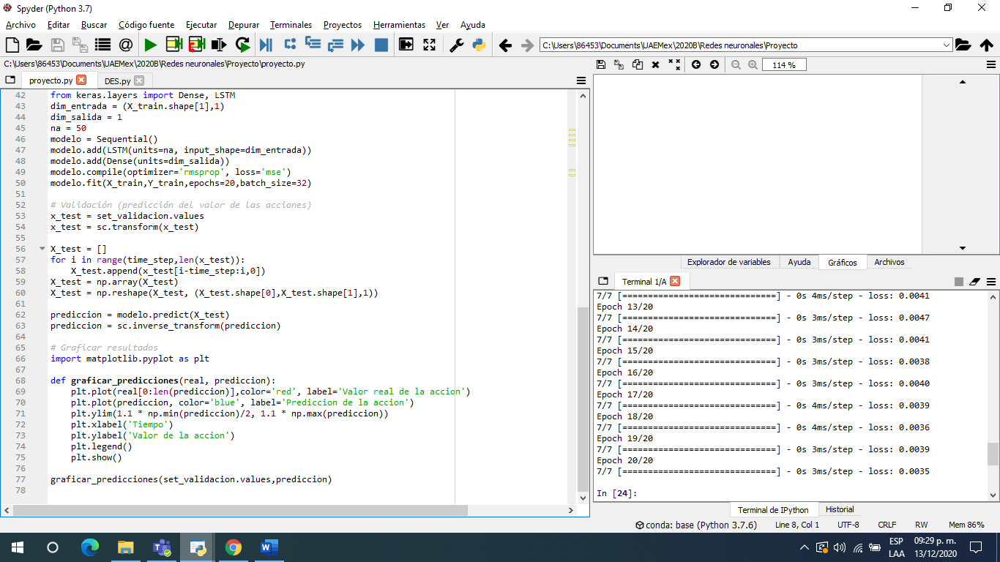 Spyder (Python 3.7)
Archivo Editar Buscar Código fuente Ejecutar Depurar Terminales Proyectos Herramientas Ver Ayuda
C:\Users\86453\Documents\UAEMex\2020B\Redes neuronales\Proyecto
C:\Users\86453\Documents\UAEMex\2020B\Redes neuronales\Proyecto\proyecto.py
proyecto.py DES.py
42 from keras.layers import Dense, LSTM
43 dim_entrada = (X_train.shape[1],1)
44 dim_salida = 1
45 na = 50
46 modelo = Sequential()
47 modelo.add(LSTM(units=na, input_shape=dim_entrada))
48 modelo.add(Dense(units=dim_salida))
49 modelo.compile(optimizer='rmsprop', loss='mse')
50 modelo.fit(X_train,Y_train,epochs=20,batch_size=32)
51
52 # Validación (predicción del valor de las acciones)
53 x_test = set_validacion.values
54 x_test = sc.transform(x_test)
55
56 X_test = []
57 for i in range(time_step,len(x_test)):
58 X_test.append(x_test[i-time_step:i,0])
59 X_test = np.array(X_test)
60 X_test = np.reshape(X_test, (X_test.shape[0],X_test.shape[1],1))
61
62 prediccion = modelo.predict(X_test)
63 prediccion = sc.inverse_transform(prediccion)
64
65 # Graficar resultados
66 import matplotlib.pyplot as plt
67
68 def graficar_predicciones(real, prediccion):
69 plt.plot(real[0:len(prediccion)],color='red', label='Valor real de la accion')
70 plt.plot(prediccion, color='blue', label='Prediccion de la accion')
71 plt.ylim(1.1 * np.min(prediccion)/2, 1.1 * np.max(prediccion))
72 plt.xlabel('Tiempo')
73 plt.ylabel('Valor de la accion')
74 plt.legend()
75 plt.show()
76
77 graficar_predicciones(set_validacion.values,prediccion)
78
114 %
Explorador de variables Ayuda Gráficos Archivos
Terminal 1/A
7/7 [==============================] - 0s 4ms/step - loss: 0.0041
Epoch 13/20
7/7 [==============================] - 0s 3ms/step - loss: 0.0047
Epoch 14/20
7/7 [==============================] - 0s 3ms/step - loss: 0.0041
Epoch 15/20
7/7 [==============================] - 0s 3ms/step - loss: 0.0038
Epoch 16/20
7/7 [==============================] - 0s 3ms/step - loss: 0.0040
Epoch 17/20
7/7 [==============================] - 0s 4ms/step - loss: 0.0039
Epoch 18/20
7/7 [==============================] - 0s 4ms/step - loss: 0.0036
Epoch 19/20
7/7 [==============================] - 0s 3ms/step - loss: 0.0039
Epoch 20/20
7/7 [==============================] - 0s 3ms/step - loss: 0.0035
In [24]:
Terminal de IPython Historial
conda: base (Python 3.7.6) Line 8, Col 1 UTF-8 CRLF RW Mem 86%
ESP 09:29 p. m.
LAA 13/12/2020